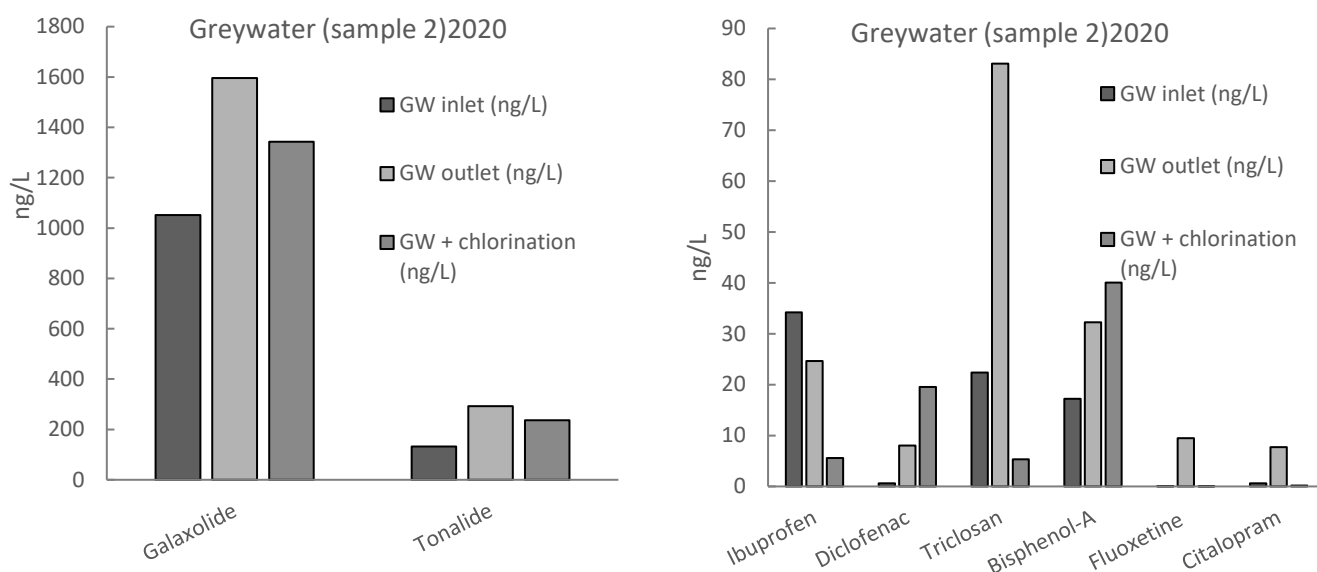 Greywater (sample 2)2020
1800
1600
1400
1200
1000
800
600
400
200
0
ng/L
GW inlet (ng/L)
GW outlet (ng/L)
GW + chlorination
(ng/L)
Galaxolide
Tonalide
Greywater (sample 2)2020
90
80
70
60
50
40
30
20
10
0
ng/L
GW inlet (ng/L)
GW outlet (ng/L)
GW + chlorination
(ng/L)
Ibuprofen
Diclofenac
Triclosan
Bisphenol-A
Fluoxetine
Citalopram